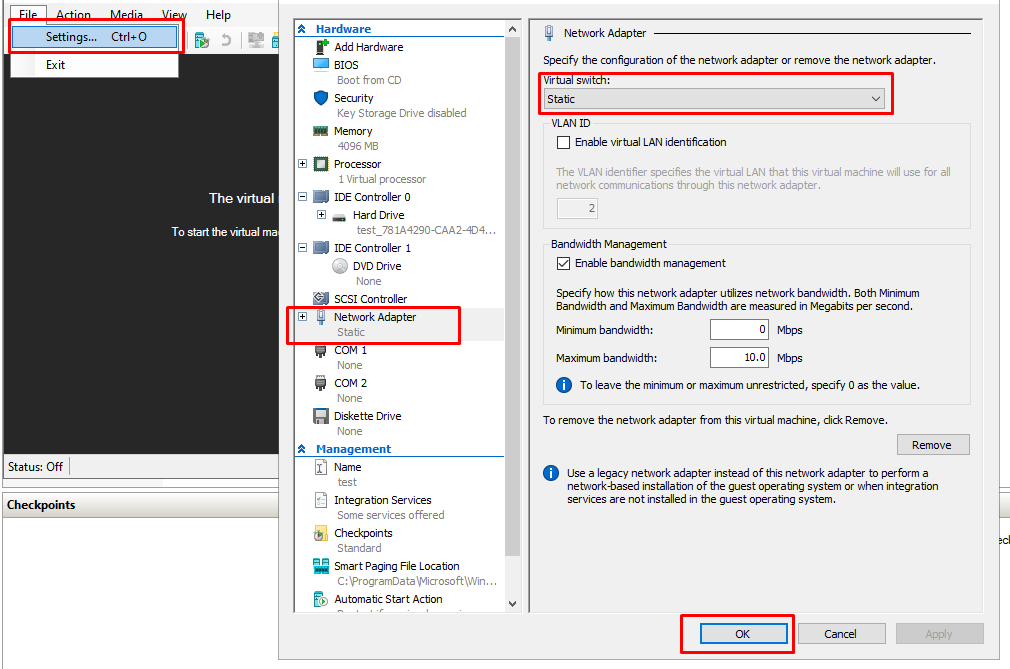 File Action Media View Help
Settings... Ctrl+O
Exit
The virtual
To start the virtual ma
Status: Off
Checkpoints
Hardware
Add Hardware
BIOS
Boot from CD
Security
Key Storage Drive disabled
Memory
4096 MB
Processor
1 Virtual processor
IDE Controller 0
Hard Drive
test_781A4290-CAA2-4D4...
IDE Controller 1
DVD Drive
None
SCSI Controller
Network Adapter
Static
COM 1
None
COM 2
None
Diskette Drive
None
Management
Name
test
Integration Services
Some services offered
Checkpoints
Standard
Smart Paging File Location
C:\ProgramData\Microsoft\Win...
Automatic Start Action
Network Adapter
Specify the configuration of the network adapter or remove the network adapter.
Virtual switch:
Static
VLAN ID
Enable virtual LAN identification
The VLAN identifier specifies the virtual LAN that this virtual machine will use for all
network communications through this network adapter.
2
Bandwidth Management
Enable bandwidth management
Specify how this network adapter utilizes network bandwidth. Both Minimum
Bandwidth and Maximum Bandwidth are measured in Megabits per second.
Minimum bandwidth: 0 Mbps
Maximum bandwidth: 10.0 Mbps
To leave the minimum or maximum unrestricted, specify 0 as the value.
To remove the network adapter from this virtual machine, click Remove.
Remove
Use a legacy network adapter instead of this network adapter to perform a
network-based installation of the guest operating system or when integration
services are not installed in the guest operating system.
OK Cancel Apply